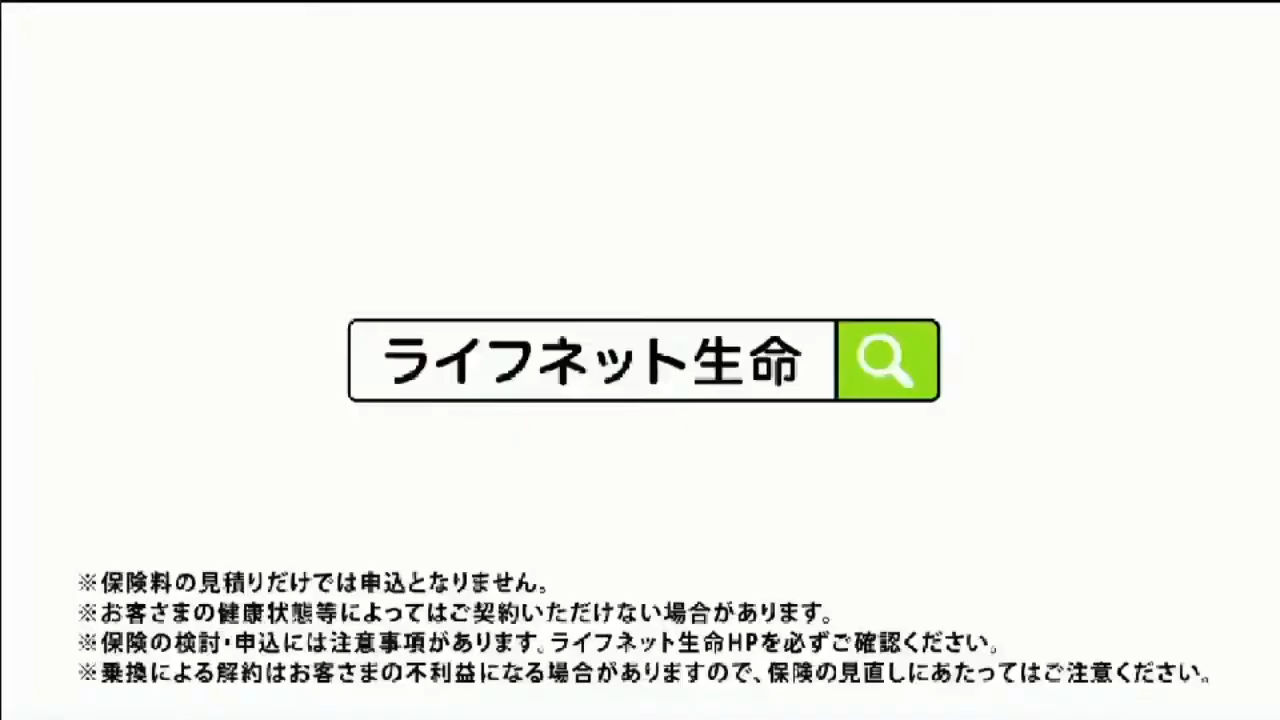 ライフネット生命
※保険料の見積りだけでは申込となりません。
※お客さまの健康状態等によってはご契約いただけない場合があります。
※保険の検討・申込には注意事項があります。ライフネット生命HPを必ずご確認ください。
※乗換による解約はお客さまの不利益になる場合がありますので、保険の見直しにあたってはご注意ください。